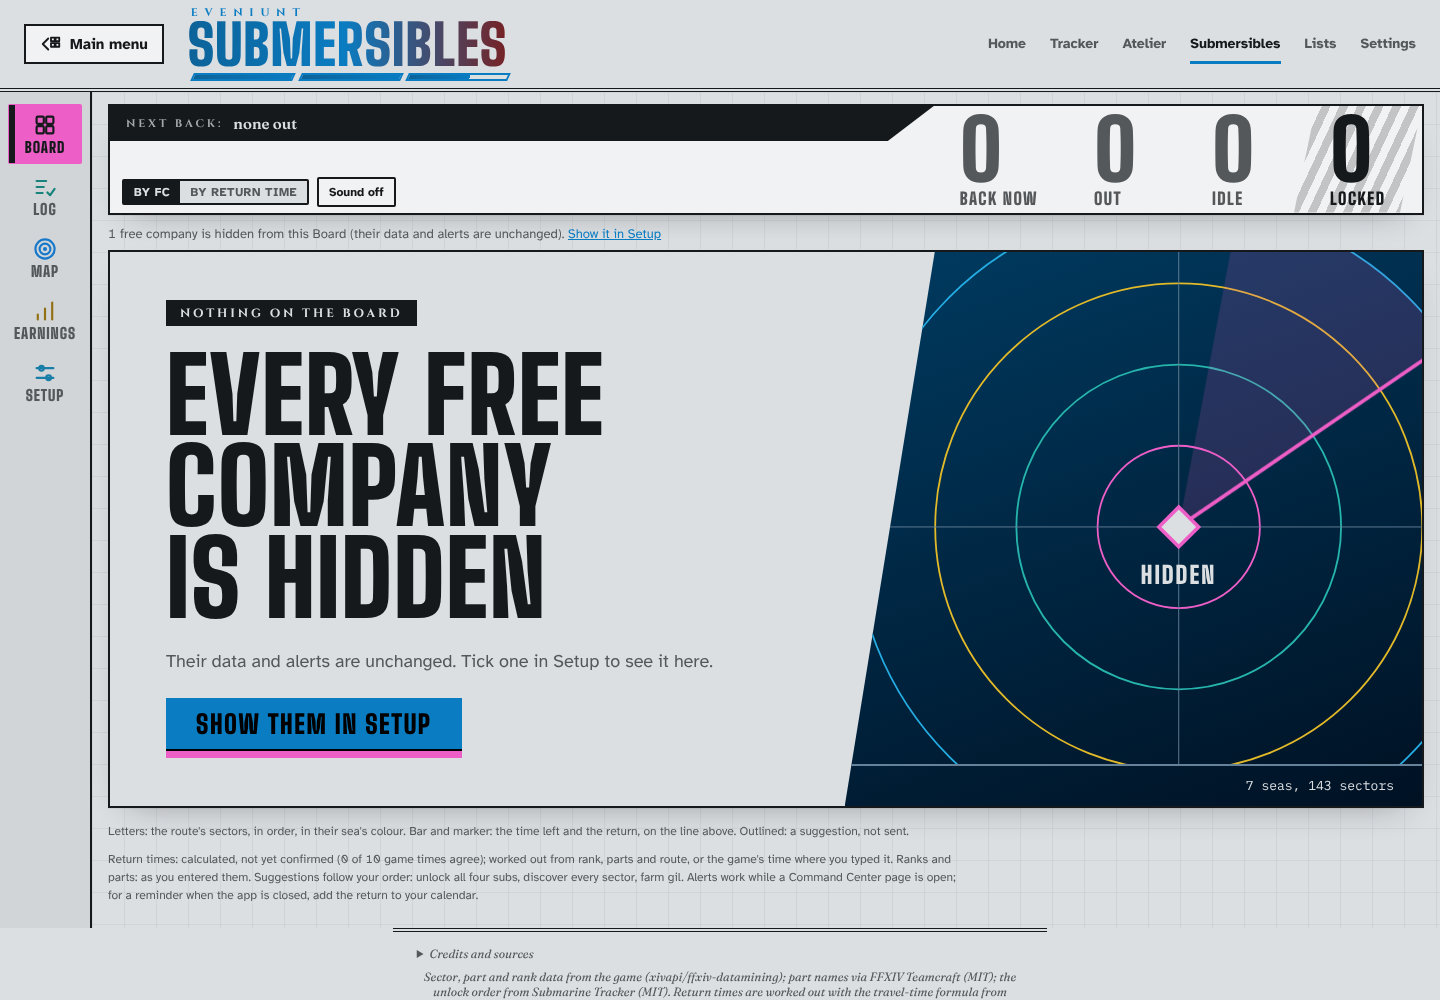 EVENIUNT
SUBMERSIBLES
Main menu
Home
Tracker
Atelier
Submersibles
Lists
Settings
BOARD
LOG
MAP
EARNINGS
SETUP
NEXT BACK: none out
BY FC
BY RETURN TIME
Sound off
0
BACK NOW
0
OUT
0
IDLE
0
LOCKED
1 free company is hidden from this Board (their data and alerts are unchanged). Show it in Setup
NOTHING ON THE BOARD
EVERY FREE
COMPANY
IS HIDDEN
Their data and alerts are unchanged. Tick one in Setup to see it here.
SHOW THEM IN SETUP
HIDDEN
7 seas, 143 sectors
Letters: the route's sectors, in order, in their sea's colour. Bar and marker: the time left and the return, on the line above. Outlined: a suggestion, not sent.
Return times: calculated, not yet confirmed (0 of 10 game times agree); worked out from rank, parts and route, or the game's time where you typed it. Ranks and
parts: as you entered them. Suggestions follow your order: unlock all four subs, discover every sector, farm gil. Alerts work while a Command Center page is open;
for a reminder when the app is closed, add the return to your calendar.
Credits and sources
Sector, part and rank data from the game (xivapi/ffxiv-datamining); part names via FFXIV Teamcraft (MIT); the
unlock order from Submarine Tracker (MIT). Return times are worked out with the travel-time formula from